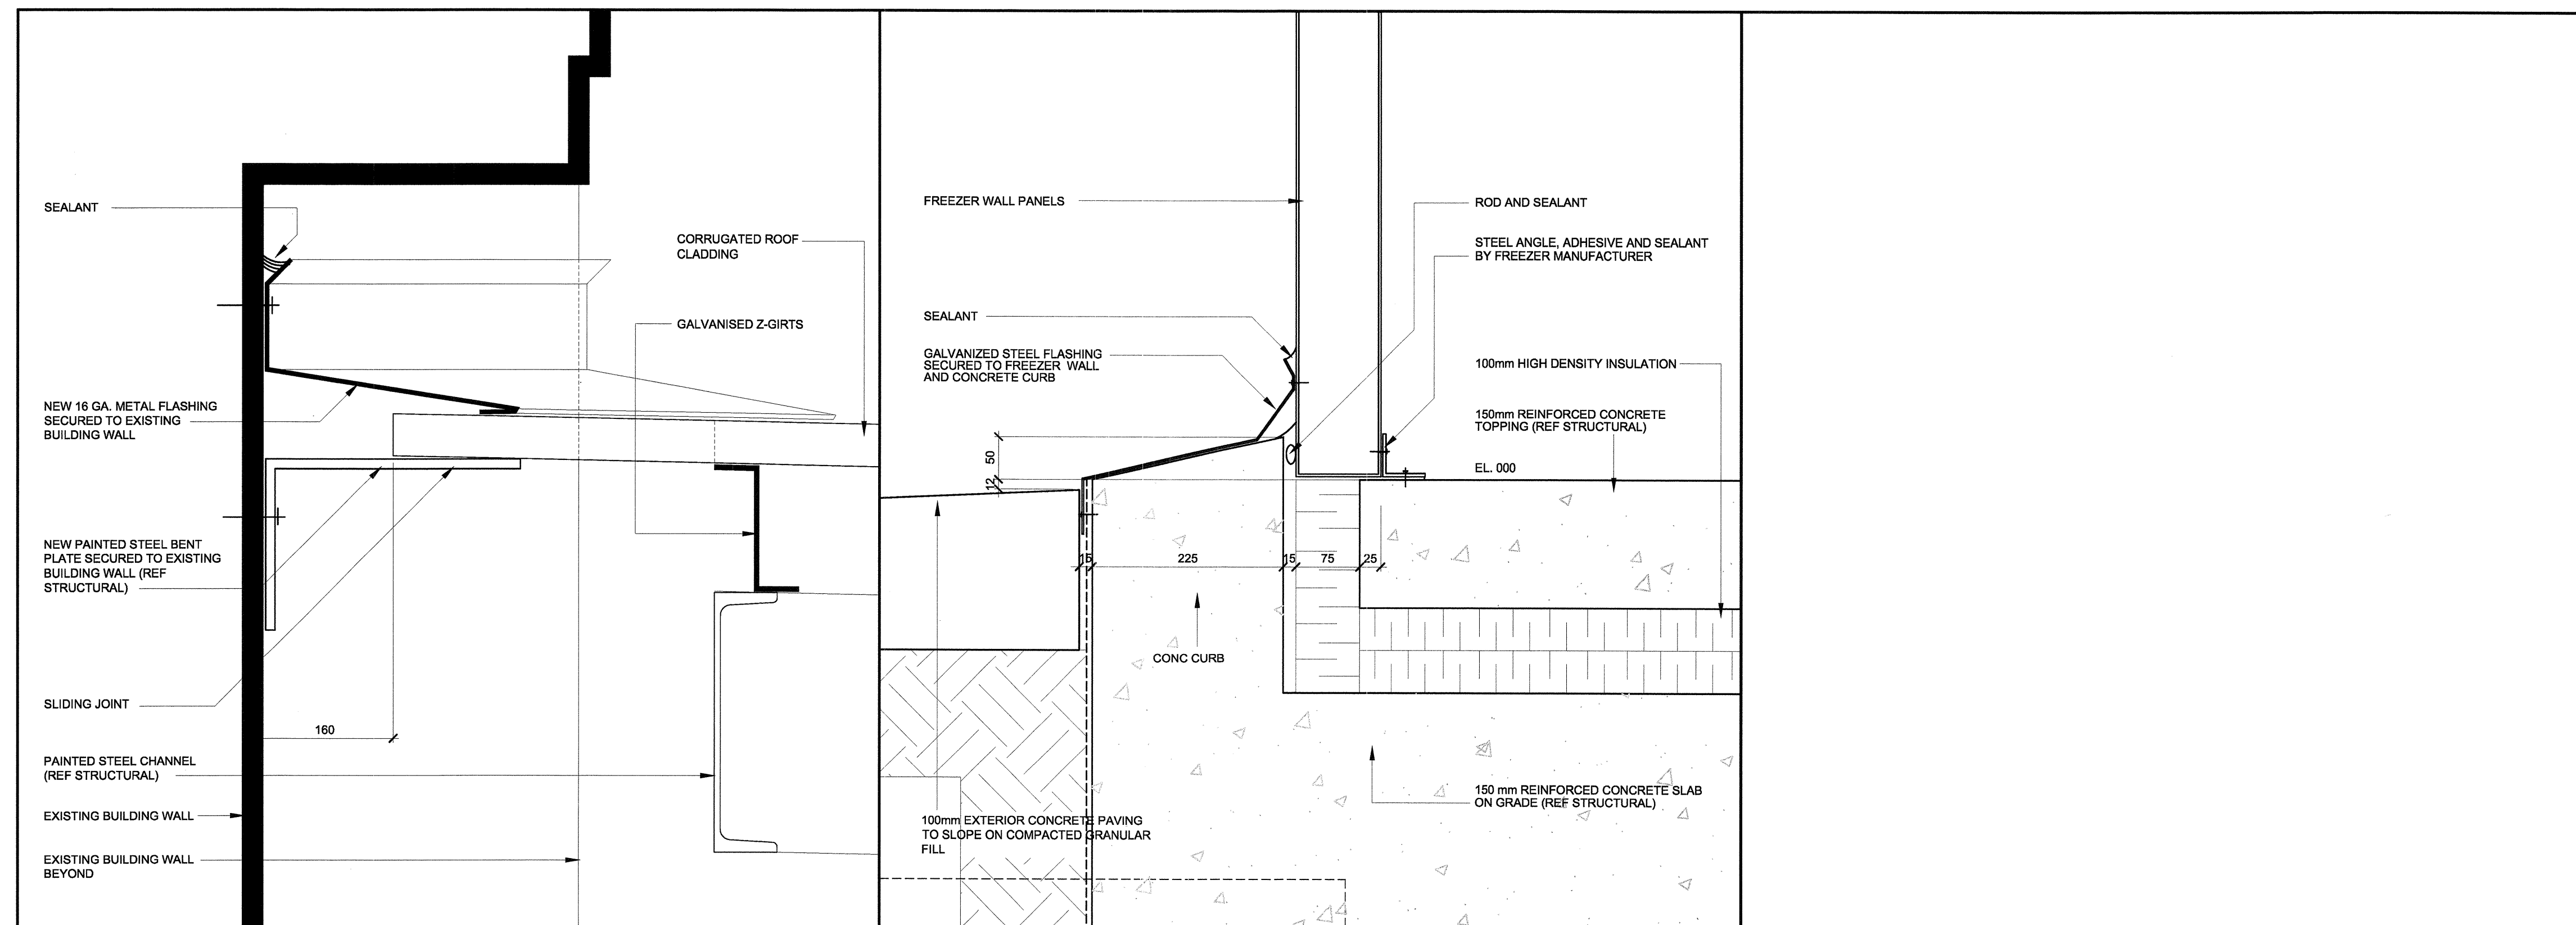 SEALANT
CORRUGATED ROOF
CLADDING
GALVANISED Z-GIRTS
NEW 16 GA. METAL FLASHING
SECURED TO EXISTING
BUILDING WALL
NEW PAINTED STEEL BENT
PLATE SECURED TO EXISTING
BUILDING WALL (REF
STRUCTURAL)
SLIDING JOINT
160
PAINTED STEEL CHANNEL
(REF STRUCTURAL)
EXISTING BUILDING WALL
EXISTING BUILDING WALL
BEYOND
FREEZER WALL PANELS
SEALANT
GALVANIZED STEEL FLASHING
SECURED TO FREEZER WALL
AND CONCRETE CURB
50
12
15
225
15
75
25
CONC CURB
100mm EXTERIOR CONCRETE PAVING
TO SLOPE ON COMPACTED GRANULAR
FILL
ROD AND SEALANT
STEEL ANGLE, ADHESIVE AND SEALANT
BY FREEZER MANUFACTURER
100mm HIGH DENSITY INSULATION
150mm REINFORCED CONCRETE
TOPPING (REF STRUCTURAL)
EL. 000
150 mm REINFORCED CONCRETE SLAB
ON GRADE (REF STRUCTURAL)